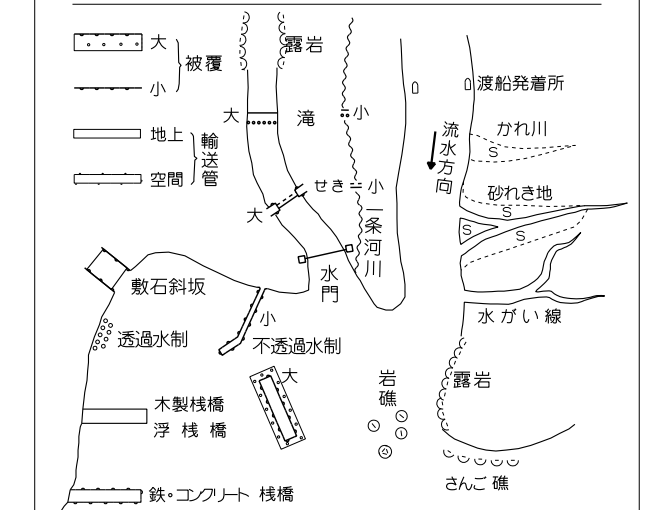 大
被覆
小
地上
輸送管
空間
露岩
大
滝
小
せき
小
大
一条河川
水門
渡船発着所
流水方向
かれ川
S
砂れき地
S
S
S
水がい線
敷石斜坂
透過水制
小
不透過水制
大
木製桟橋
浮桟橋
鉄・コンクリート桟橋
岩礁
露岩
さんご礁